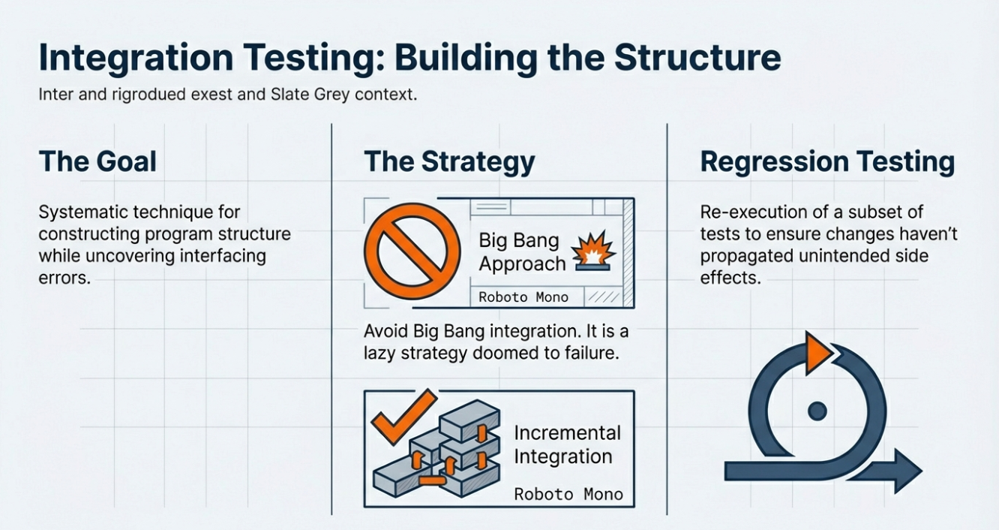 Integration Testing: Building the Structure
Inter and rigrodued exest and Slate Grey context.
The Goal
Systematic technique for
constructing program structure
while uncovering interfacing
errors.
The Strategy
Big Bang
Approach
Roboto Mono
Avoid Big Bang integration. It is a
lazy strategy doomed to failure.
Incremental
Integration
Roboto Mono
Regression Testing
Re-execution of a subset of
tests to ensure changes haven’t
propagated unintended side
effects.